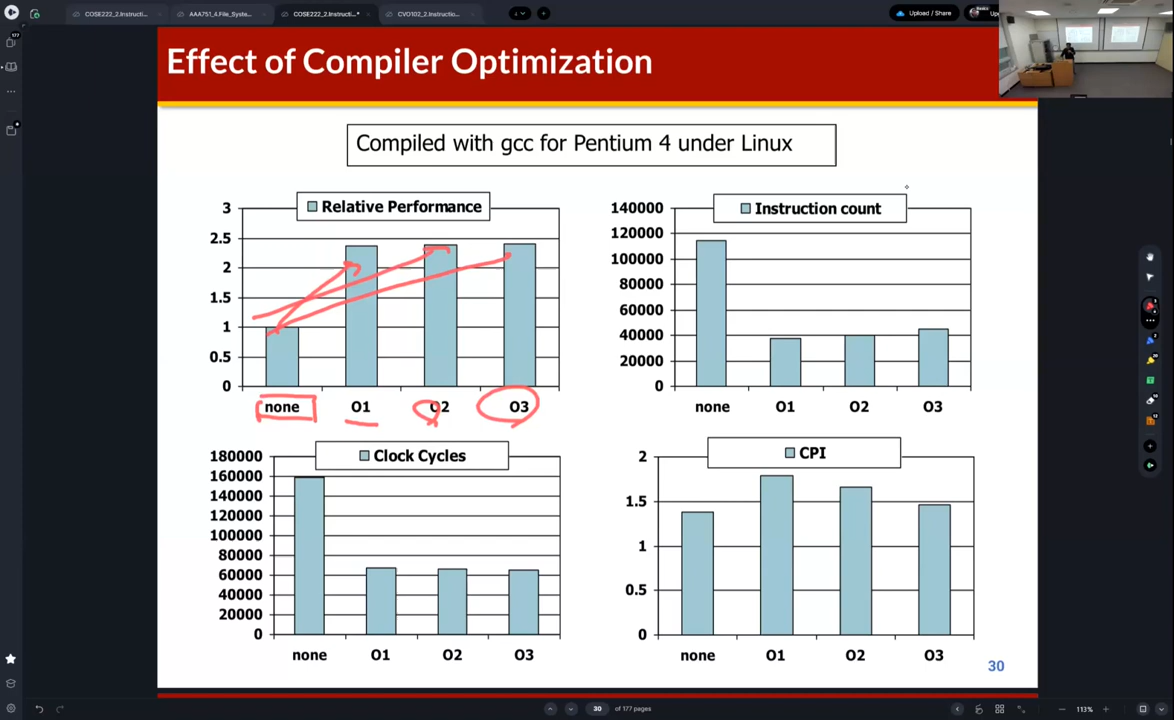 COSE222_2.Instructi...
AAA751_4.File_Syste...
COSE222_2.Instructi...*
CVO102_2.Instructio...
Upload / Share
177
Effect of Compiler Optimization
Compiled with gcc for Pentium 4 under Linux
Relative Performance
3
2.5
2
1.5
1
0.5
0
none O1 O2 O3
Instruction count
140000
120000
100000
80000
60000
40000
20000
0
none O1 O2 O3
Clock Cycles
180000
160000
140000
120000
100000
80000
60000
40000
20000
0
none O1 O2 O3
CPI
2
1.5
1
0.5
0
none O1 O2 O3
30
30 of 177 pages
113%